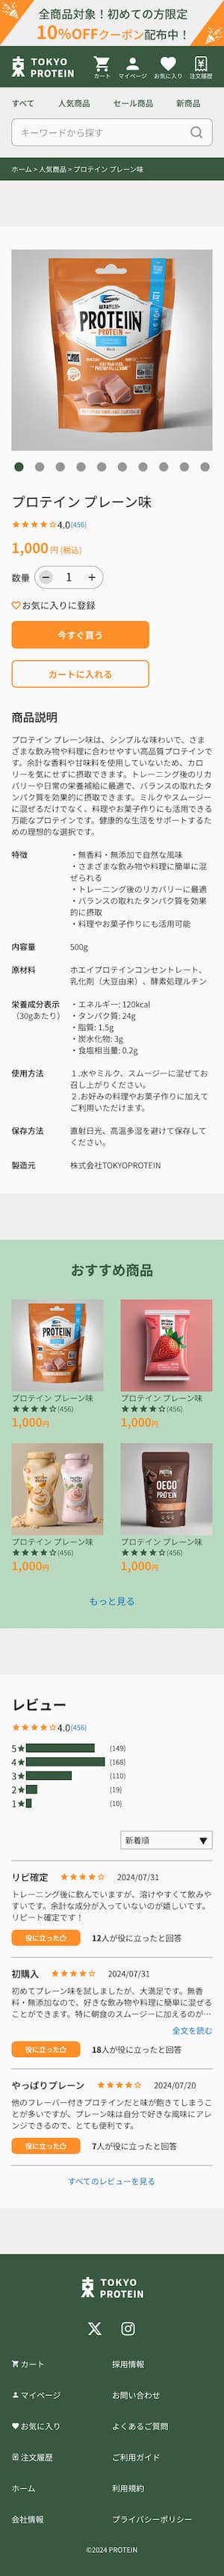 全商品対象！初めての方限定
10%OFFクーポン配布中！
TOKYO
PROTEIN
カート
マイページ
お気に入り
注文履歴
すべて
人気商品
セール商品
新商品
キーワードから探す
ホーム > 人気商品 > プロテイン プレーン味
PROTEIN
PROTEIN
プロテイン プレーン味
★★★★☆4.0(456)
1,000円 (税込)
数量 － 1 ＋
♡お気に入りに登録
今すぐ買う
カートに入れる
商品説明
プロテイン プレーン味は、シンプルな味わいで、さま
ざまな飲み物や料理に合わせやすい高品質プロテインで
す。余計な香料や甘味料を使用していないため、カロ
リーを気にせずに摂取できます。トレーニング後のリカ
バリーや日常の栄養補給に最適で、バランスの取れたタ
ンパク質を効果的に摂取できます。ミルクやスムージー
に混ぜるだけでなく、料理やお菓子作りにも活用できる
万能なプロテインです。健康的な生活をサポートするた
めの理想的な選択です。
特徴
・無香料・無添加で自然な風味
・さまざまな飲み物や料理に簡単に混
ぜられる
・トレーニング後のリカバリーに最適
・バランスの取れたタンパク質を効果
的に摂取
・料理やお菓子作りにも活用可能
内容量
500g
原材料
ホエイプロテインコンセントレート、
乳化剤（大豆由来）、酵素処理ルチン
栄養成分表示
（30gあたり）
・エネルギー: 120kcal
・タンパク質: 24g
・脂質: 1.5g
・炭水化物: 3g
・食塩相当量: 0.2g
使用方法
１.水やミルク、スムージーに混ぜてお
召し上がりください。
２.お好みの料理やお菓子作りに加えて
ご利用いただけます。
保存方法
直射日光、高温多湿を避けて保存して
ください。
製造元
株式会社TOKYOPROTEIN
おすすめ商品
PROTEIN
プロテイン プレーン味
★★★★☆(456)
1,000円
プロテイン プレーン味
★★★★☆(456)
1,000円
プロテイン プレーン味
★★★★☆(456)
1,000円
OECO
PROTEIN
プロテイン プレーン味
★★★★☆(456)
1,000円
もっと見る
レビュー
★★★★☆4.0(456)
5★ (149)
4★ (168)
3★ (110)
2★ (19)
1★ (10)
新着順 ▼
リピ確定 ★★★★☆ 2024/07/31
トレーニング後に飲んでいますが、溶けやすくて飲みや
すいです。余計な成分が入っていないのが嬉しいです。
リピート確定です！
役に立った 12人が役に立ったと回答
初購入 ★★★★☆ 2024/07/31
初めてプレーン味を試しましたが、大満足です。無香
料・無添加なので、好きな飲み物や料理に簡単に混ぜる
ことができます。特に朝のスムージーに加えるのが…
全文を読む
役に立った 18人が役に立ったと回答
やっぱりプレーン ★★★★☆ 2024/07/20
他のフレーバー付きプロテインだと味が飽きてしまうこ
とが多いですが、プレーン味は自分で好きな風味にアレ
ンジできるので、とても便利です。
役に立った 7人が役に立ったと回答
すべてのレビューを見る
TOKYO
PROTEIN
カート
採用情報
マイページ
お問い合わせ
お気に入り
よくあるご質問
注文履歴
ご利用ガイド
ホーム
利用規約
会社情報
プライバシーポリシー
©2024 PROTEIN